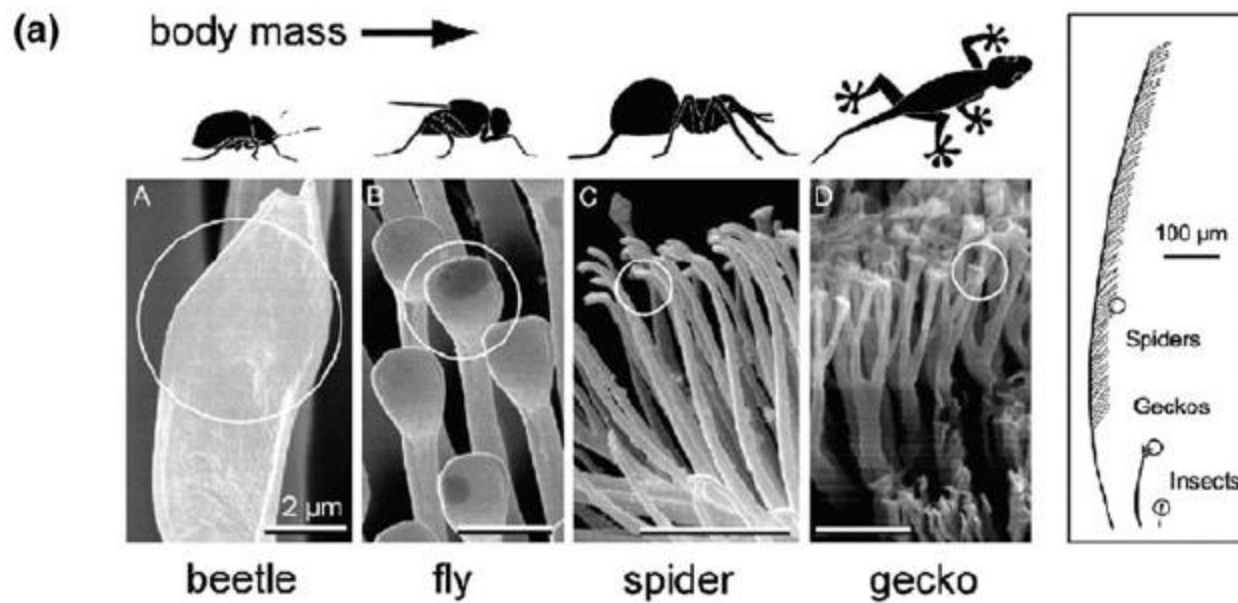 (a) body mass
A B C D
2 µm
beetle fly spider gecko
100 µm
Spiders
Geckos
Insects